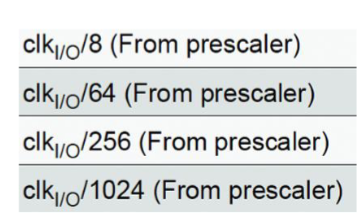 clkI/O/8 (From prescaler)
clkI/O/64 (From prescaler)
clkI/O/256 (From prescaler)
clkI/O/1024 (From prescaler)